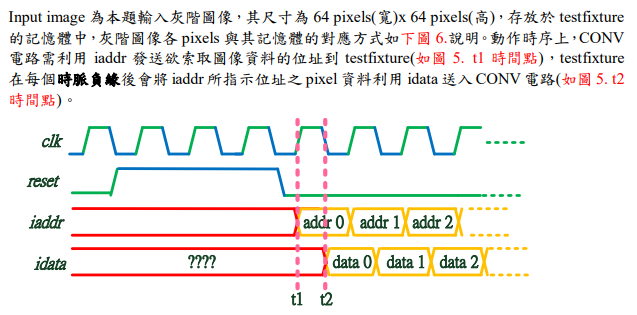 Input image 為本題輸入灰階圖像，其尺寸為 64 pixels(寬)x 64 pixels(高)，存放於 testfixture
的記憶體中，灰階圖像各 pixels 與其記憶體的對應方式如下圖 6.說明。動作時序上，CONV
電路需利用 iaddr 發送欲索取圖像資料的位址到 testfixture(如圖 5. t1 時間點)，testfixture
在每個時脈負緣後會將 iaddr 所指示位址之 pixel 資料利用 idata 送入 CONV 電路(如圖 5. t2
時間點)。
clk
reset
iaddr addr 0 addr 1 addr 2
idata ???? data 0 data 1 data 2
t1 t2